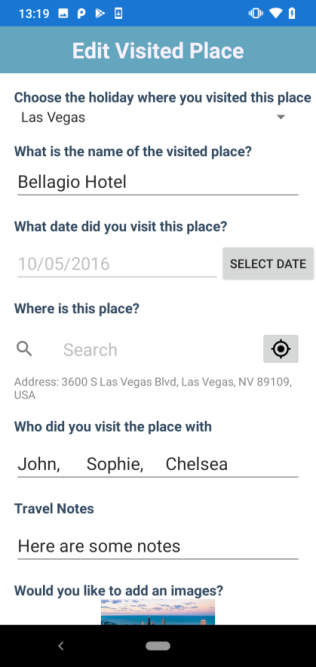 13:19
Edit Visited Place
Choose the holiday where you visited this place
Las Vegas
What is the name of the visited place?
Bellagio Hotel
What date did you visit this place?
10/05/2016 SELECT DATE
Where is this place?
Search
Address: 3600 S Las Vegas Blvd, Las Vegas, NV 89109,
USA
Who did you visit the place with
John, Sophie, Chelsea
Travel Notes
Here are some notes
Would you like to add an images?